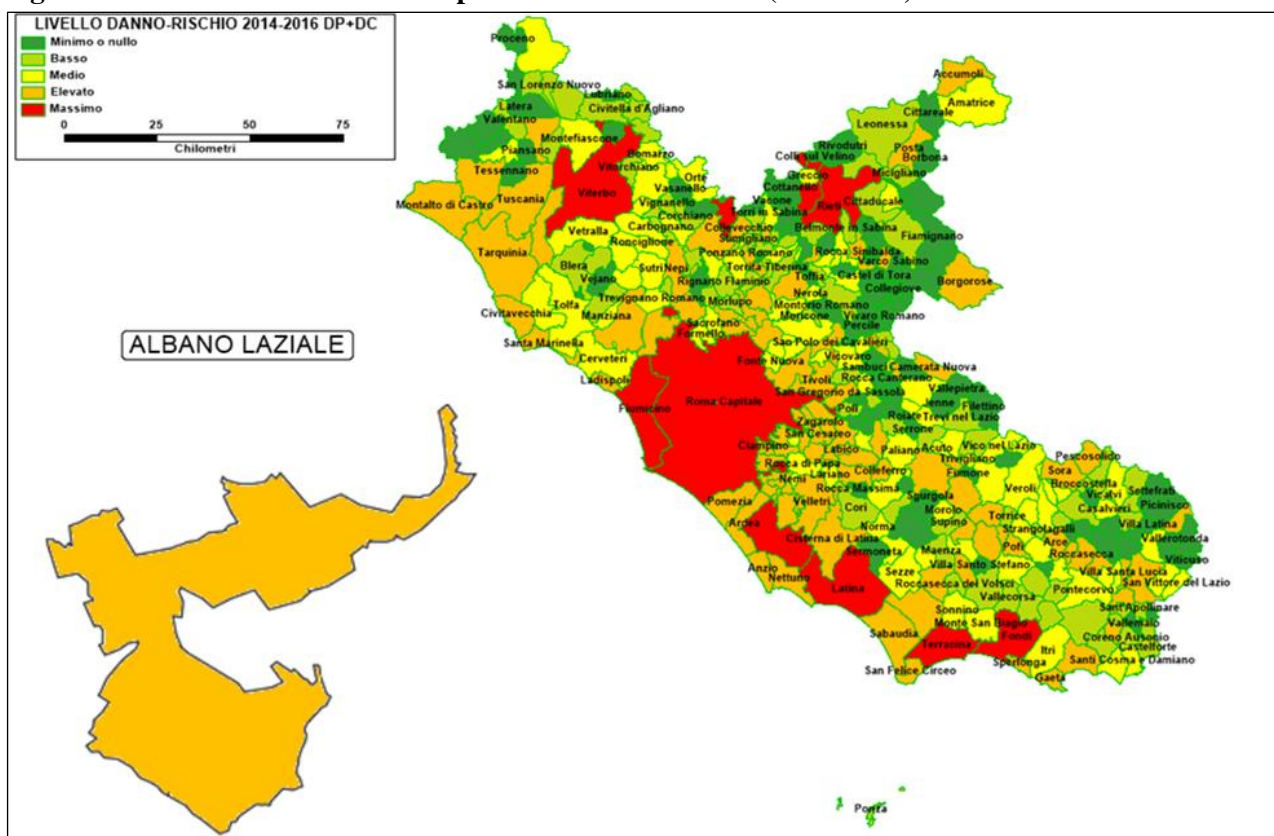 LIVELLO DANNO-RISCHIO 2014-2016 DP+DC
Minimo o nullo
Basso
Medio
Elevato
Massimo
0 25 50 75
Chilometri
ALBANO LAZIALE
Proceno
San Lorenzo Nuovo
Lubriano
Latera
Civitella d'Agliano
Valentano
Montefiascone
Piansano
Bomarzo
Tessennano
Vitorchiano
Orte
Viterbo
Vasanello
Montalto di Castro
Tuscania
Vignanello
Corchiano
Vetralla
Carbognano
Tarquinia
Ronciglione
Blera
Sutri
Nepi
Vejano
Rignano Flaminio
Tolfa
Trevignano Romano
Morlupo
Civitavecchia
Manziana
Sacrofano
Santa Marinella
Formello
Cerveteri
Ladispoli
Accumoli
Amatrice
Cittareale
Leonessa
Rivodutri
Posta
Borbona
Colli sul Velino
Greccio
Micigliano
Cottanello
Rieti
Cittaducale
Vacone
Torri in Sabina
Belmonte in Sabina
Fiamignano
Collevecchio
Ponzano Romano
Rocca Sinibalda
Varco Sabino
Torrita Tiberina
Toffia
Castel di Tora
Collegiove
Borgorose
Nerola
Montorio Romano
Moricone
Vivaro Romano
Percile
San Polo dei Cavalieri
Fonte Nuova
Vicovaro
Sambuci
Camerata Nuova
Rocca Canterano
Tivoli
Vallepietra
San Gregorio da Sassola
Roma Capitale
Fiumicino
Jenne
Filettino
Poli
Roiate
Trevi nel Lazio
Zagarolo
Serrone
San Cesareo
Ciampino
Labico
Paliano
Acuto
Vico nel Lazio
Pescosolido
Rocca di Papa
Trivigliano
Sora
Lariano
Colleferro
Fumone
Broccostella
Nemi
Rocca Massima
Veroli
Vicalvi
Settefrati
Pomezia
Velletri
Sgurgola
Casalvieri
Picinisco
Cori
Morolo
Torrice
Ardea
Norma
Supino
Strangolagalli
Villa Latina
Cisterna di Latina
Arce
Vallerotonda
Sermoneta
Maenza
Pofi
Roccasecca
Anzio
Villa Santo Stefano
Viticuso
Nettuno
Sezze
Villa Santa Lucia
Latina
Roccasecca dei Volsci
Pontecorvo
San Vittore del Lazio
Vallecorsa
Sonnino
Sant'Apollinare
Monte San Biagio
Vallemaio
Sabaudia
Fondi
Coreno Ausonio
Terracina
Itri
Castelforte
Sperlonga
Santi Cosma e Damiano
San Felice Circeo
Gaeta
Ponza